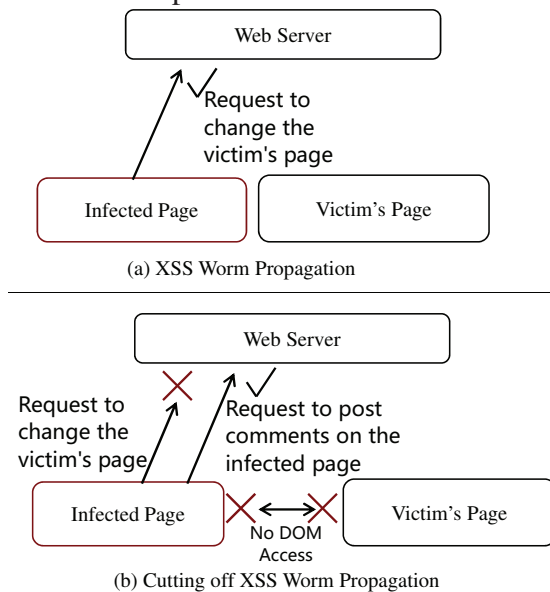 Web Server
Request to
change the
victim's page
Infected Page
Victim's Page
(a) XSS Worm Propagation
Web Server
Request to
change the
victim's page
Request to post
comments on the
infected page
Infected Page
No DOM
Access
Victim's Page
(b) Cutting off XSS Worm Propagation